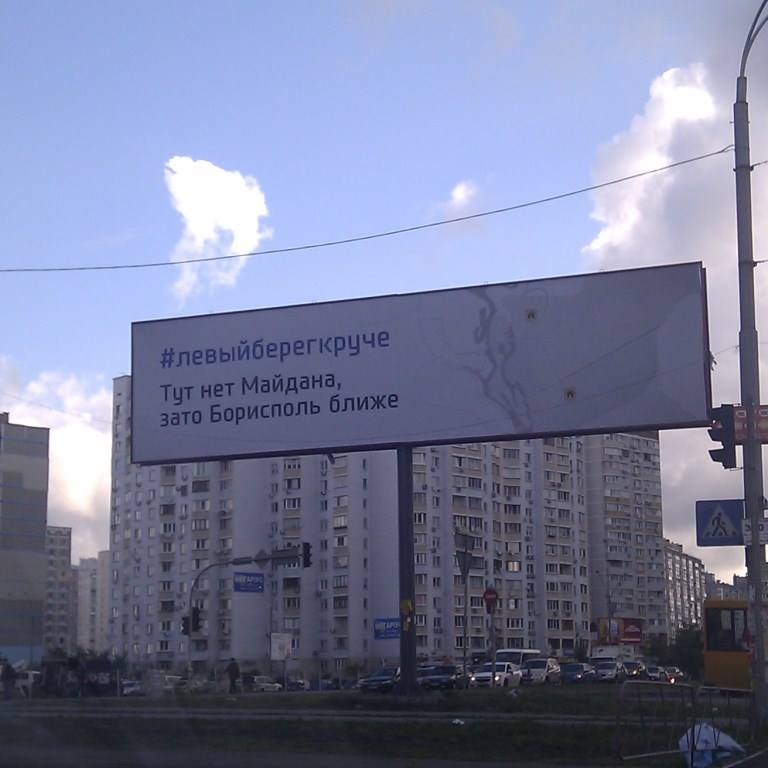 #левыйберегкруче
Тут нет Майдана,
зато Борисполь ближе